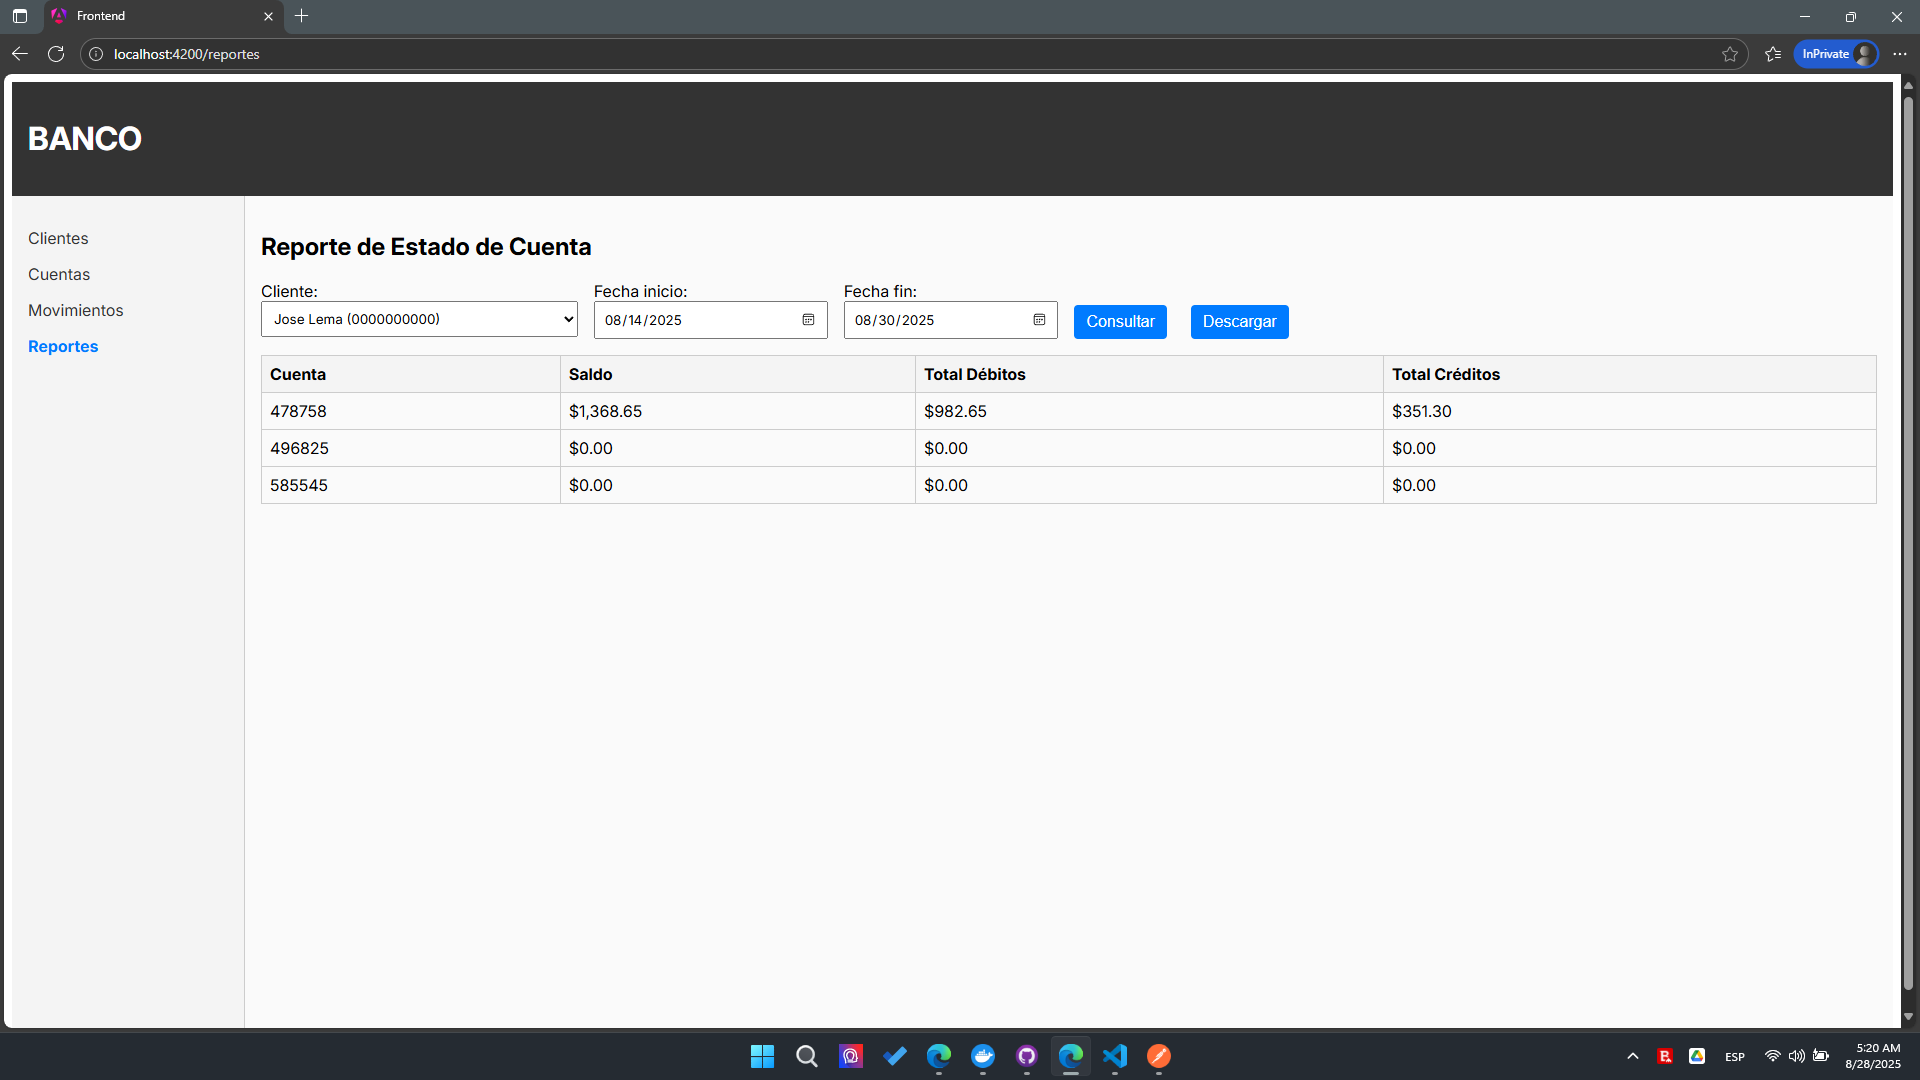 Frontend
localhost:4200/reportes
InPrivate
BANCO
Clientes
Cuentas
Movimientos
Reportes
Reporte de Estado de Cuenta
Cliente: Fecha inicio: Fecha fin:
Jose Lema (0000000000) 08/14/2025 08/30/2025 Consultar Descargar
Cuenta Saldo Total Débitos Total Créditos
478758 $1,368.65 $982.65 $351.30
496825 $0.00 $0.00 $0.00
585545 $0.00 $0.00 $0.00
ESP
5:20 AM
8/28/2025